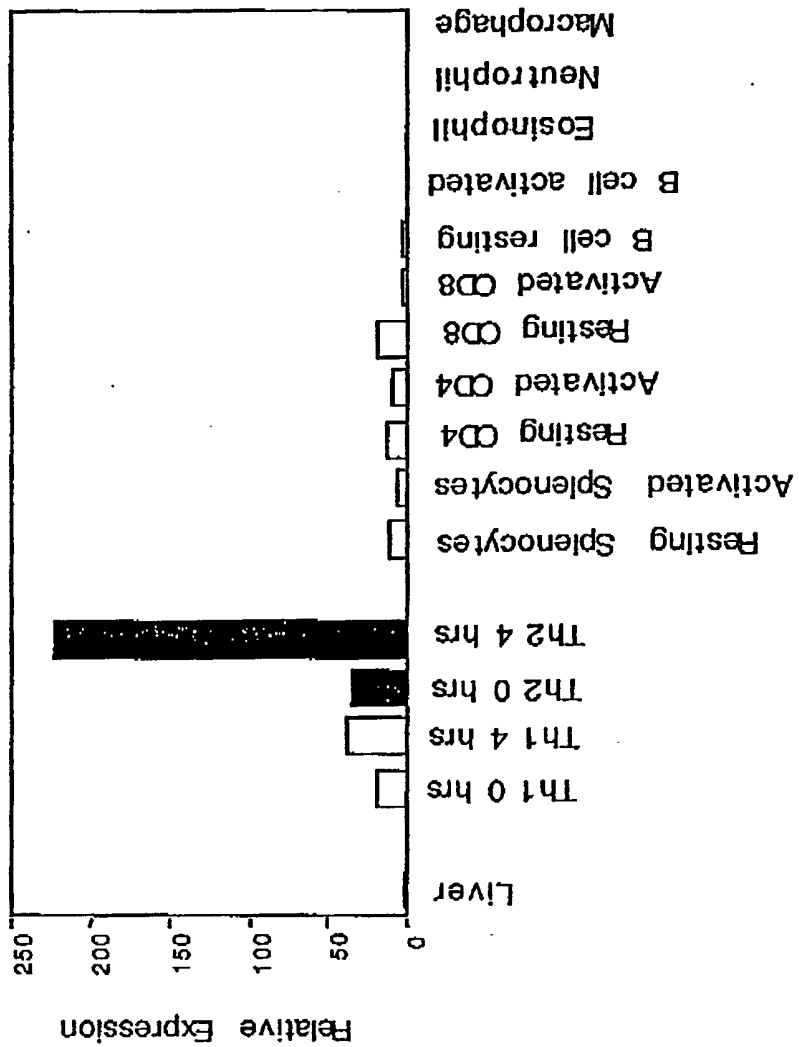 Relative Expression
0
50
100
150
200
250
Liver
Th1 0 hrs
Th1 4 hrs
Th2 0 hrs
Th2 4 hrs
Resting Splenocytes
Activated Splenocytes
Resting CD4
Activated CD4
Resting CD8
Activated CD8
B cell resting
B cell activated
Eosinophil
Neutrophil
Macrophage